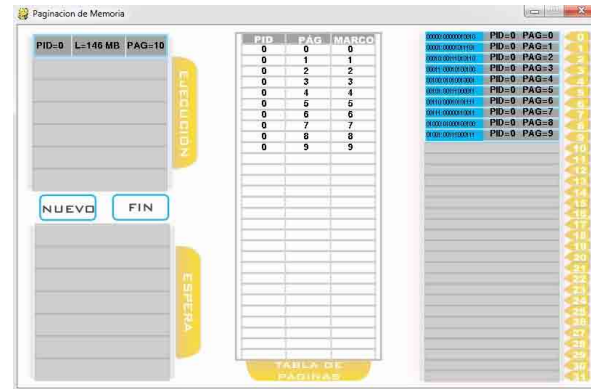 Paginacion de Memoria
PID=0 L=146 MB PAG=10
EJECUCIÓN
NUEVO
FIN
ESPERA
PID PÁG MARCO
0 0 0
0 1 1
0 2 2
0 3 3
0 4 4
0 5 5
0 6 6
0 7 7
0 8 8
0 9 9
TABLA DE
PÁGINAS
PID=0 PAG=0 0
PID=0 PAG=1 1
PID=0 PAG=2 2
PID=0 PAG=3 3
PID=0 PAG=4 4
PID=0 PAG=5 5
PID=0 PAG=6 6
PID=0 PAG=7 7
PID=0 PAG=8 8
PID=0 PAG=9 9
10
11
12
13
14
15
16
17
18
19
20
21
22
23
24
25
26
27
28
29
30
31